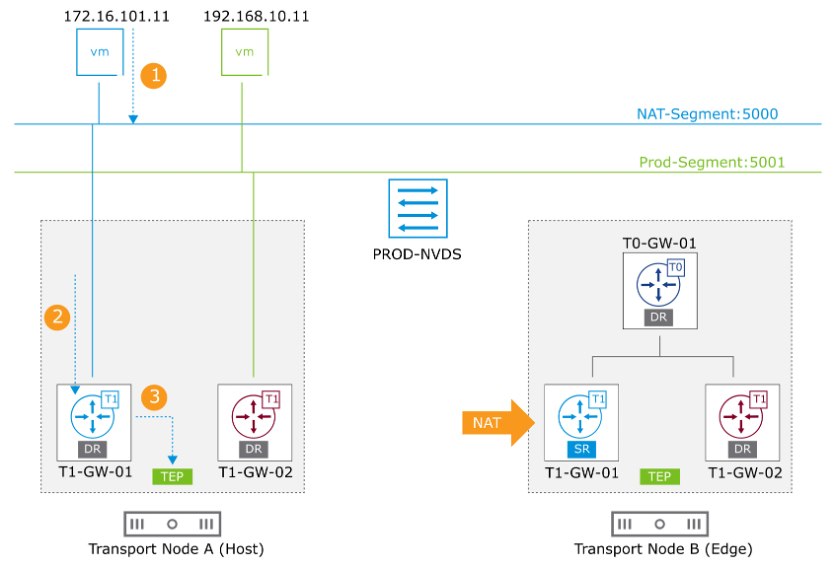 172.16.101.11
192.168.10.11
vm
vm
1
NAT-Segment:5000
Prod-Segment:5001
PROD-NVDS
T0-GW-01
T0
DR
2
3
T1
DR
T1-GW-01
TEP
T1
DR
T1-GW-02
NAT
T1
SR
T1-GW-01
TEP
T1
DR
T1-GW-02
Transport Node A (Host)
Transport Node B (Edge)